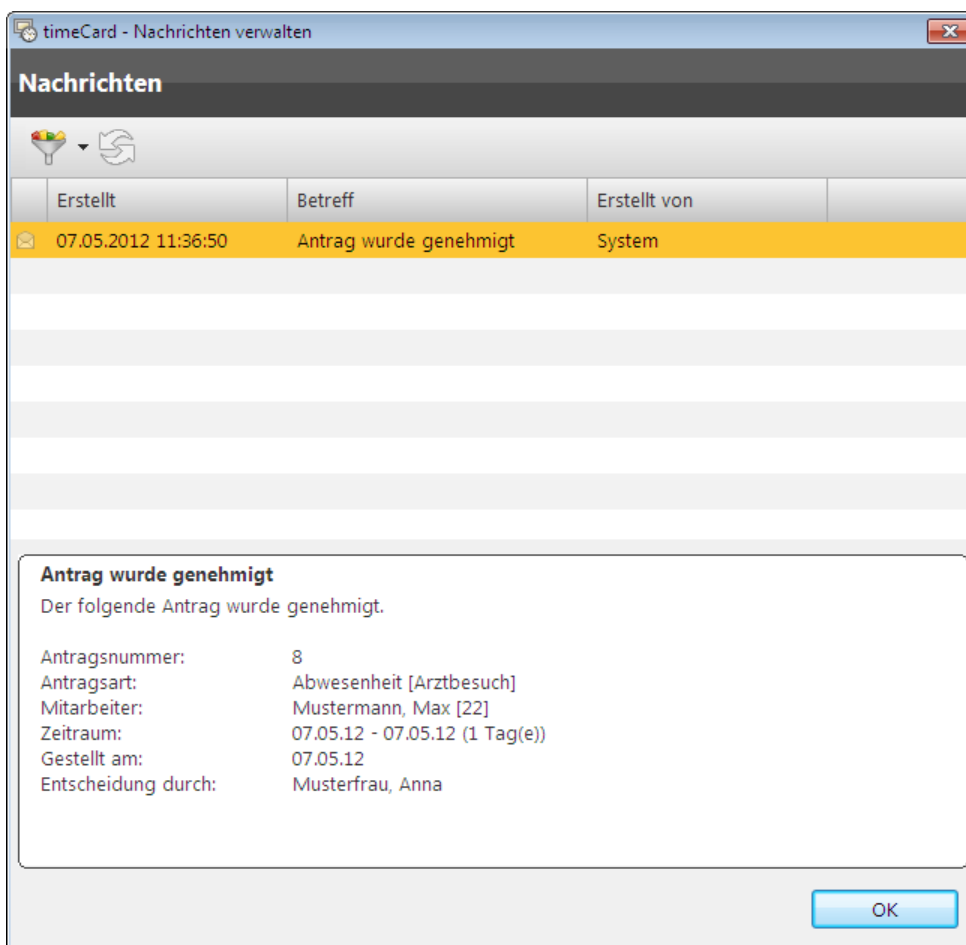 timeCard - Nachrichten verwalten
Nachrichten
Erstellt Betreff Erstellt von
07.05.2012 11:36:50 Antrag wurde genehmigt System
Antrag wurde genehmigt
Der folgende Antrag wurde genehmigt.
Antragsnummer: 8
Antragsart: Abwesenheit [Arztbesuch]
Mitarbeiter: Mustermann, Max [22]
Zeitraum: 07.05.12 - 07.05.12 (1 Tag(e))
Gestellt am: 07.05.12
Entscheidung durch: Musterfrau, Anna
OK